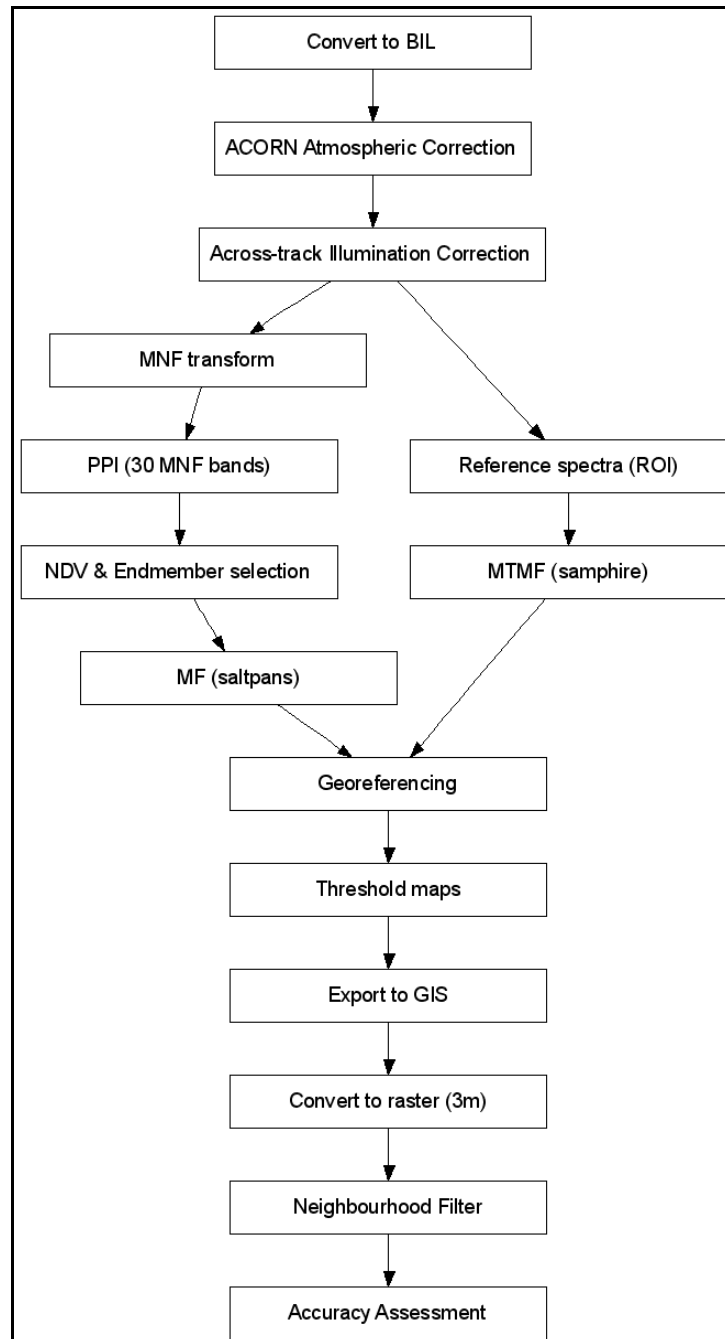 Convert to BIL
ACORN Atmospheric Correction
Across-track Illumination Correction
MNF transform
PPI (30 MNF bands)
Reference spectra (ROI)
NDV & Endmember selection
MTMF (samphire)
MF (saltpans)
Georeferencing
Threshold maps
Export to GIS
Convert to raster (3m)
Neighbourhood Filter
Accuracy Assessment